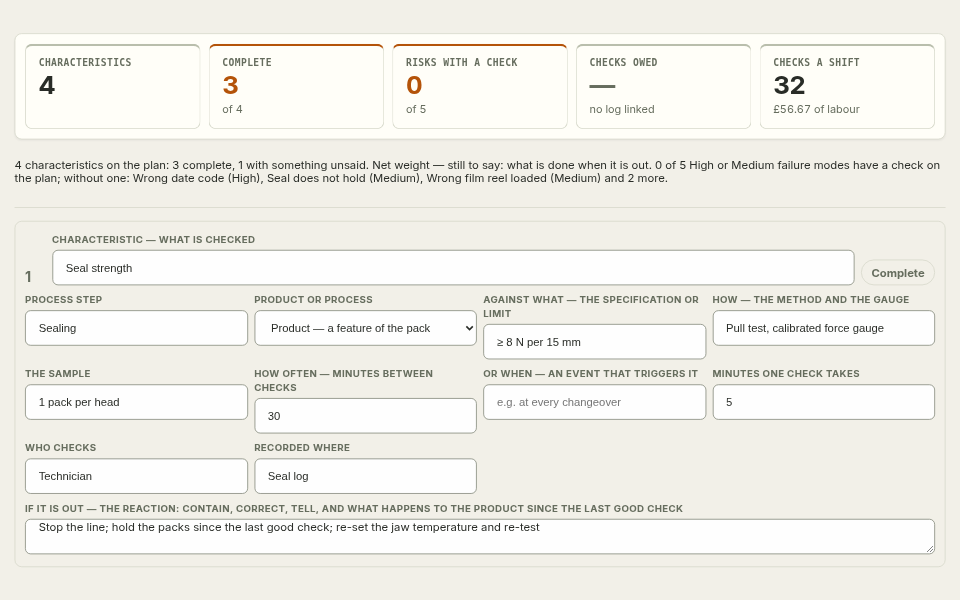 CHARACTERISTICS
4
COMPLETE
3
of 4
RISKS WITH A CHECK
0
of 5
CHECKS OWED
—
no log linked
CHECKS A SHIFT
32
£56.67 of labour
4 characteristics on the plan: 3 complete, 1 with something unsaid. Net weight — still to say: what is done when it is out. 0 of 5 High or Medium failure modes have a check on
the plan; without one: Wrong date code (High), Seal does not hold (Medium), Wrong film reel loaded (Medium) and 2 more.
1
CHARACTERISTIC — WHAT IS CHECKED
Seal strength
Complete
PROCESS STEP
Sealing
PRODUCT OR PROCESS
Product — a feature of the pack
AGAINST WHAT — THE SPECIFICATION OR
LIMIT
≥ 8 N per 15 mm
HOW — THE METHOD AND THE GAUGE
Pull test, calibrated force gauge
THE SAMPLE
1 pack per head
HOW OFTEN — MINUTES BETWEEN
CHECKS
30
OR WHEN — AN EVENT THAT TRIGGERS IT
e.g. at every changeover
MINUTES ONE CHECK TAKES
5
WHO CHECKS
Technician
RECORDED WHERE
Seal log
IF IT IS OUT — THE REACTION: CONTAIN, CORRECT, TELL, AND WHAT HAPPENS TO THE PRODUCT SINCE THE LAST GOOD CHECK
Stop the line; hold the packs since the last good check; re-set the jaw temperature and re-test